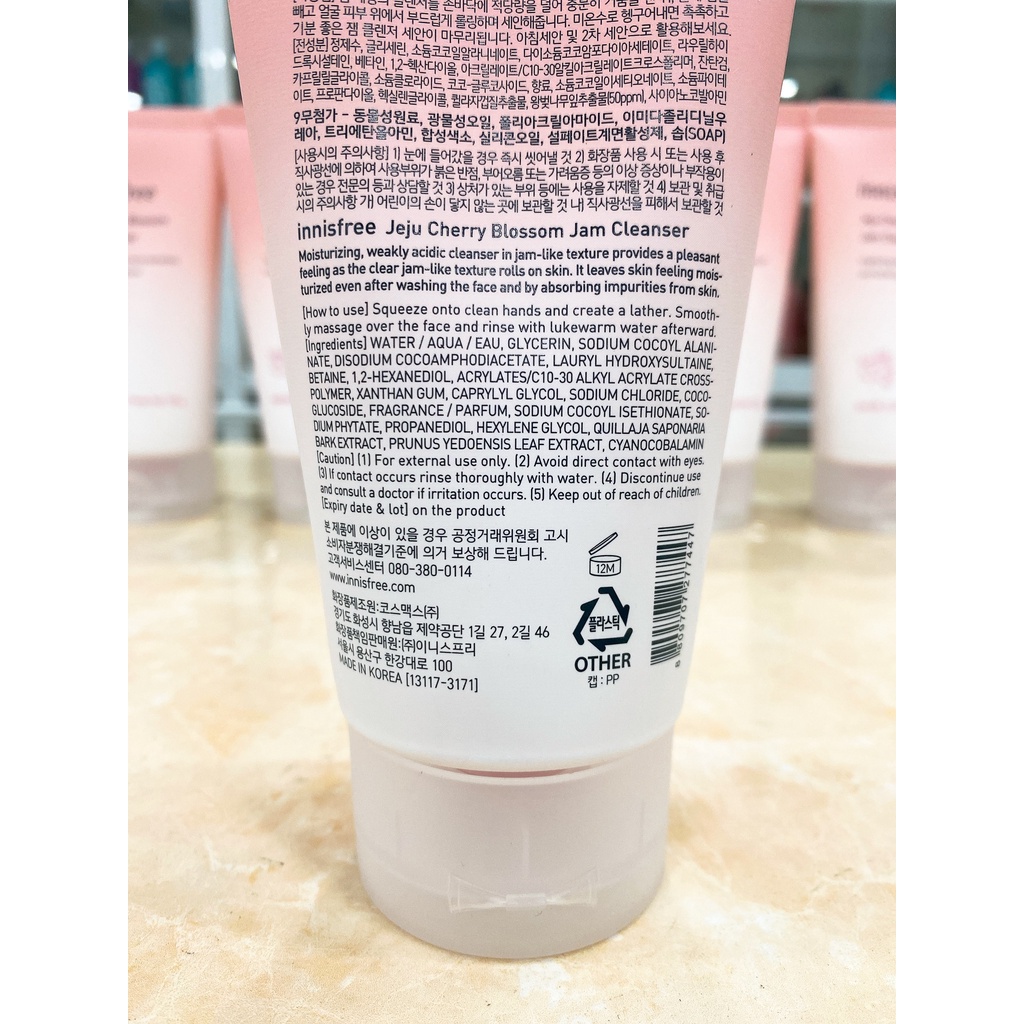 빼고 얼굴 피부 위에서 부드럽게 롤링하며 세안해줍니다. 미온수로 헹구어내면 촉촉하고
기분 좋은 잼 클렌저 세안이 마무리됩니다. 아침세안 및 2차 세안으로 활용해보세요.
[전성분] 정제수, 글리세린, 소듐코코일알라니네이트, 다이소듐코코암포다이아세테이트, 라우릴하이
드록시설테인, 베타인, 1,2-헥산다이올, 아크릴레이트/C10-30알킬아크릴레이트크로스폴리머, 잔탄검,
카프릴릴글라이콜, 소듐클로라이드, 코코-글루코사이드, 향료, 소듐코코일이세티오네이트, 소듐파이테
이트, 프로판다이올, 헥실렌글라이콜, 퀼라자껍질추출물, 왕벚나무잎추출물(50ppm), 사이아노코발아민
9무첨가 - 동물성원료, 광물성오일, 폴리아크릴아마이드, 이미다졸리디닐우
레아, 트리에탄올아민, 합성색소, 실리콘오일, 설페이트계면활성제, 솝(SOAP)
[사용시의 주의사항] 1) 눈에 들어갔을 경우 즉시 씻어낼 것 2) 화장품 사용 시 또는 사용 후
직사광선에 의하여 사용부위가 붉은 반점, 부어오름 또는 가려움증 등의 이상 증상이나 부작용이
있는 경우 전문의 등과 상담할 것 3) 상처가 있는 부위 등에는 사용을 자제할 것 4) 보관 및 취급
시의 주의사항 가) 어린이의 손이 닿지 않는 곳에 보관할 것 나) 직사광선을 피해서 보관할 것
innisfree Jeju Cherry Blossom Jam Cleanser
Moisturizing, weakly acidic cleanser in jam-like texture provides a pleasant
feeling as the clear jam-like texture rolls on skin. It leaves skin feeling mois-
turized even after washing the face and by absorbing impurities from skin.
[How to use] Squeeze onto clean hands and create a lather. Smooth-
ly massage over the face and rinse with lukewarm water afterward.
[Ingredients] WATER / AQUA / EAU, GLYCERIN, SODIUM COCOYL ALANI-
NATE, DISODIUM COCOAMPHODIACETATE, LAURYL HYDROXYSULTAINE,
BETAINE, 1,2-HEXANEDIOL, ACRYLATES/C10-30 ALKYL ACRYLATE CROSS-
POLYMER, XANTHAN GUM, CAPRYLYL GLYCOL, SODIUM CHLORIDE, COCO-
GLUCOSIDE, FRAGRANCE / PARFUM, SODIUM COCOYL ISETHIONATE, SO-
DIUM PHYTATE, PROPANEDIOL, HEXYLENE GLYCOL, QUILLAJA SAPONARIA
BARK EXTRACT, PRUNUS YEDOENSIS LEAF EXTRACT, CYANOCOBALAMIN
[Caution] (1) For external use only. (2) Avoid direct contact with eyes.
(3) If contact occurs rinse thoroughly with water. (4) Discontinue use
and consult a doctor if irritation occurs. (5) Keep out of reach of children.
[Expiry date & lot] on the product
본 제품에 이상이 있을 경우 공정거래위원회 고시
소비자분쟁해결기준에 의거 보상해 드립니다.
고객서비스센터 080-380-0114
www.innisfree.com
화장품제조원:코스맥스(주)
경기도 화성시 향남읍 제약공단 1길 27, 2길 46
화장품책임판매원:(주)이니스프리
서울시 용산구 한강대로 100
MADE IN KOREA [13117-3171]
12M
플라스틱
OTHER
캡 : PP
8 809707 277447